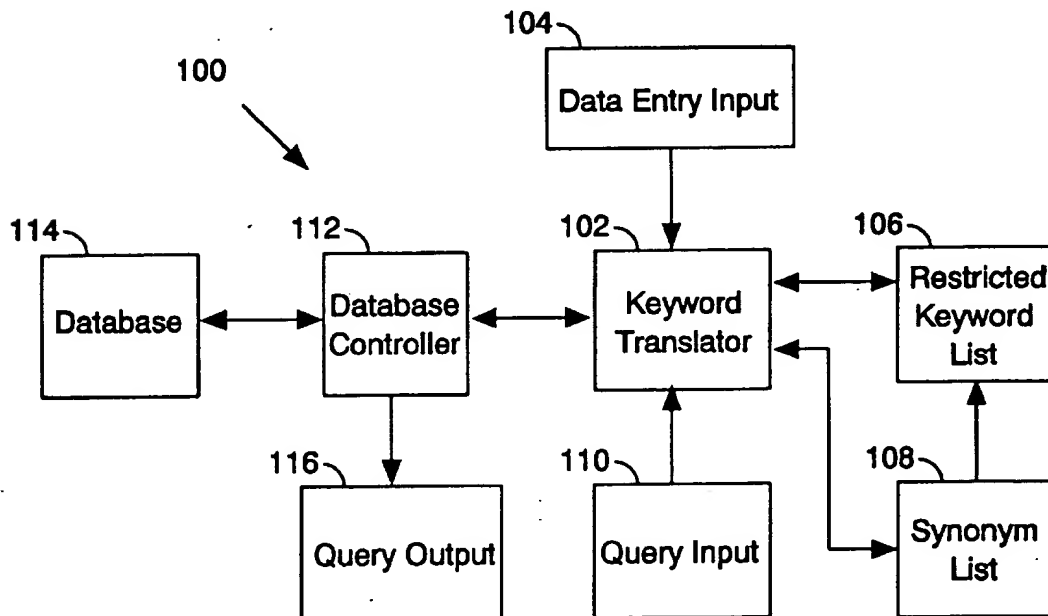 104
100
Data Entry Input
114
112
102
106
Database
Database
Controller
Keyword
Translator
Restricted
Keyword
List
116
110
108
Query Output
Query Input
Synonym
List